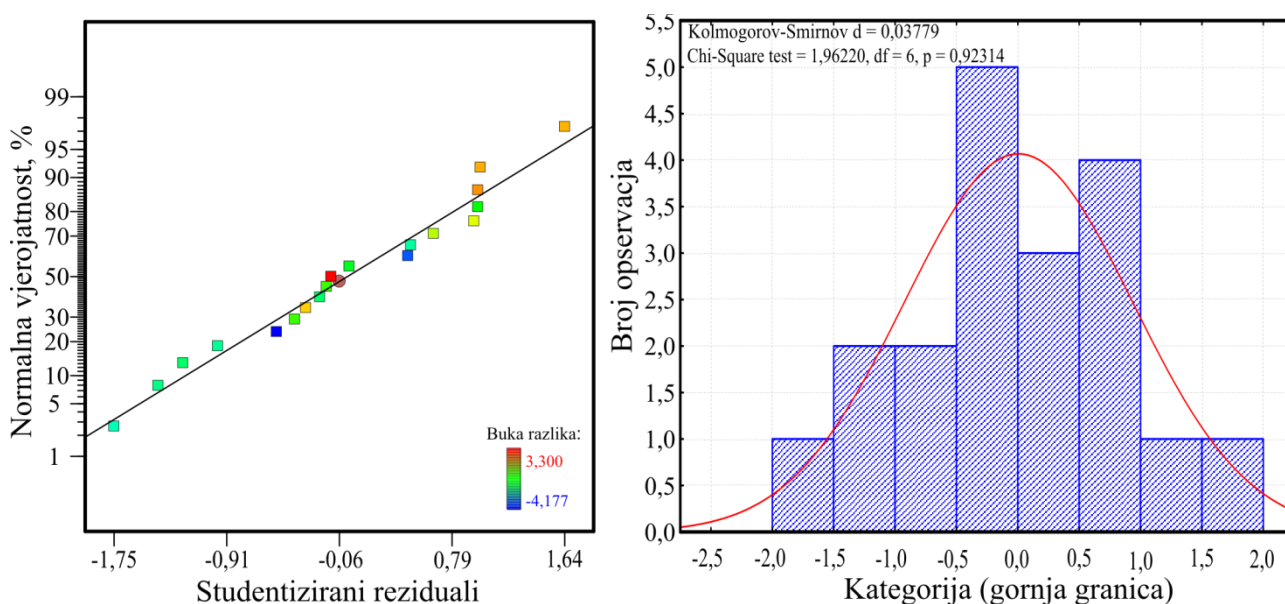 Normalna vjerojatnost, %
99
95
90
80
70
50
30
20
10
5
1
Buka razlika:
3,300
-4,177
-1,75 -0,91 -0,06 0,79 1,64
Studentizirani reziduali
Kolmogorov-Smirnov d = 0,03779
Chi-Square test = 1,96220, df = 6, p = 0,92314
Broj opservacja
5,5
5,0
4,5
4,0
3,5
3,0
2,5
2,0
1,5
1,0
0,5
0,0
-2,5 -2,0 -1,5 -1,0 -0,5 0,0 0,5 1,0 1,5 2,0
Kategorija (gornja granica)